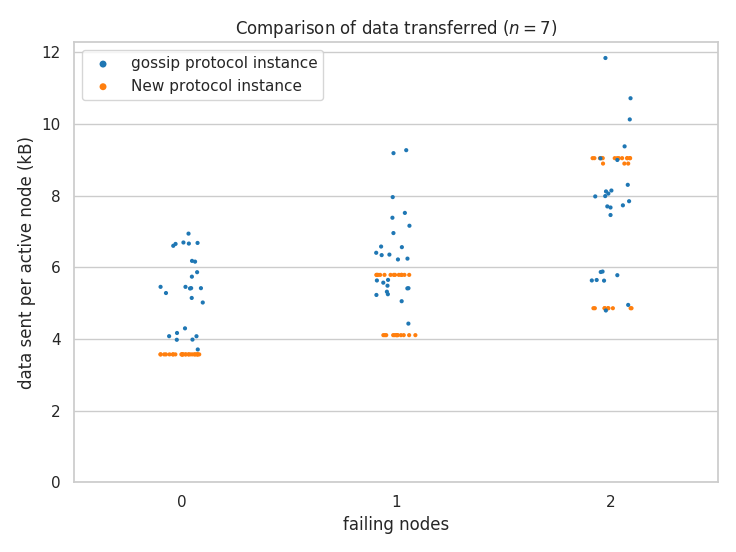 Comparison of data transferred (n = 7)
gossip protocol instance
New protocol instance
data sent per active node (kB)
12
10
8
6
4
2
0
0 1 2
failing nodes